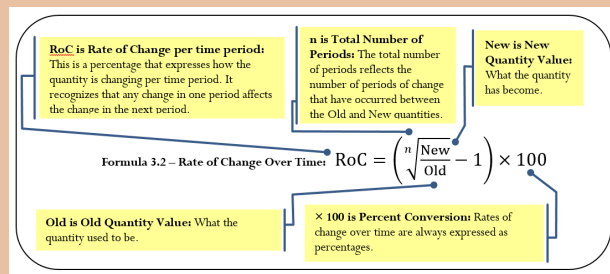 RoC is Rate of Change per time period:
This is a percentage that expresses how the
quantity is changing per time period. It
recognizes that any change in one period affects
the change in the next period.
n is Total Number of
Periods: The total number
of periods reflects the
number of periods of change
that have occurred between
the Old and New quantities.
New is New
Quantity Value:
What the quantity
has become.
Formula 3.2 – Rate of Change Over Time: RoC = (ⁿ√(New/Old) − 1) × 100
Old is Old Quantity Value: What the
quantity used to be.
× 100 is Percent Conversion: Rates of
change over time are always expressed as
percentages.